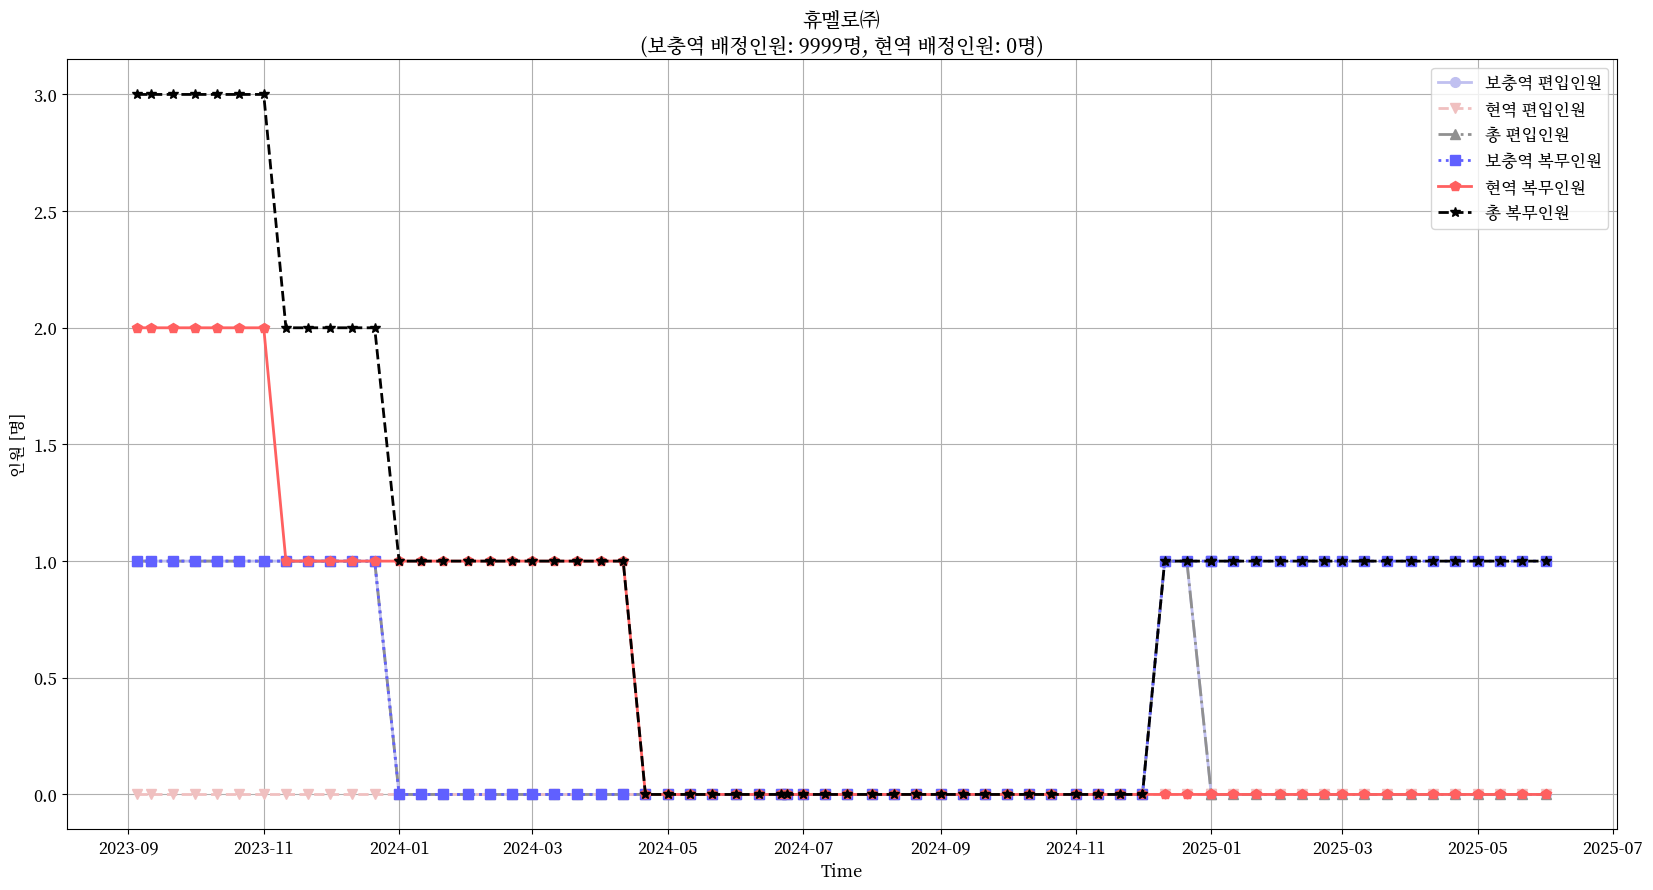 휴멜로㈜
(보충역 배정인원: 9999명, 현역 배정인원: 0명)
보충역 편입인원
현역 편입인원
총 편입인원
보충역 복무인원
현역 복무인원
총 복무인원
인원 [명]
3.0
2.5
2.0
1.5
1.0
0.5
0.0
2023-09
2023-11
2024-01
2024-03
2024-05
2024-07
2024-09
2024-11
2025-01
2025-03
2025-05
2025-07
Time